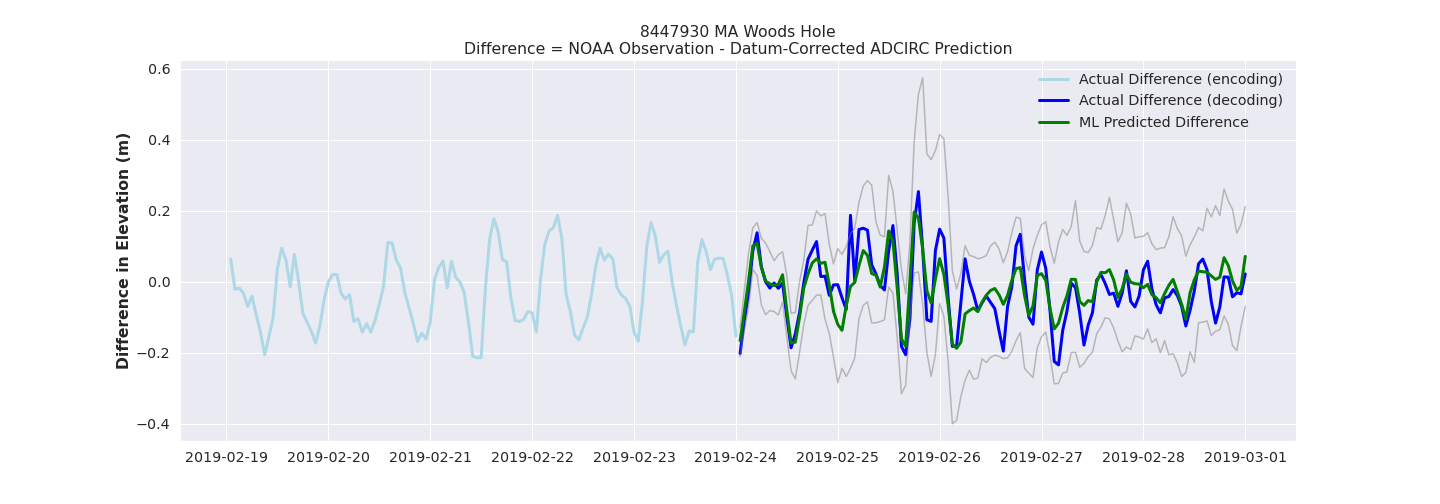 8447930 MA Woods Hole
Difference = NOAA Observation - Datum-Corrected ADCIRC Prediction
Difference in Elevation (m)
0.6
0.4
0.2
0.0
−0.2
−0.4
Actual Difference (encoding)
Actual Difference (decoding)
ML Predicted Difference
2019-02-19 2019-02-20 2019-02-21 2019-02-22 2019-02-23 2019-02-24 2019-02-25 2019-02-26 2019-02-27 2019-02-28 2019-03-01